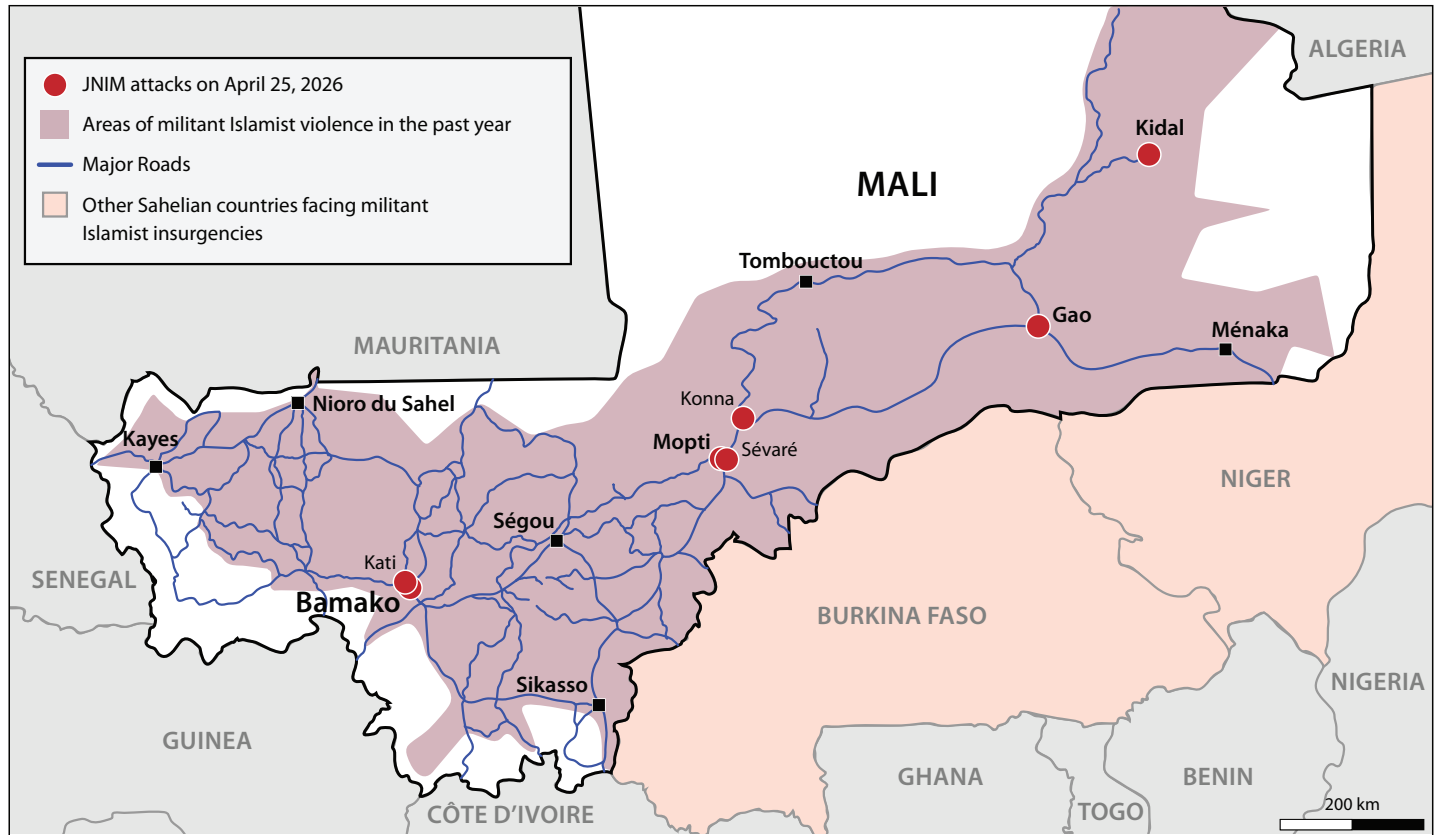 JNIM attacks on April 25, 2026
Areas of militant Islamist violence in the past year
Major Roads
Other Sahelian countries facing militant
Islamist insurgencies
ALGERIA
Kidal
MALI
Tombouctou
Gao
Ménaka
MAURITANIA
Nioro du Sahel
Konna
Kayes
Mopti
Sévaré
NIGER
Ségou
Kati
SENEGAL
Bamako
BURKINA FASO
Sikasso
NIGERIA
GUINEA
GHANA
BENIN
CÔTE D'IVOIRE
TOGO
200 km